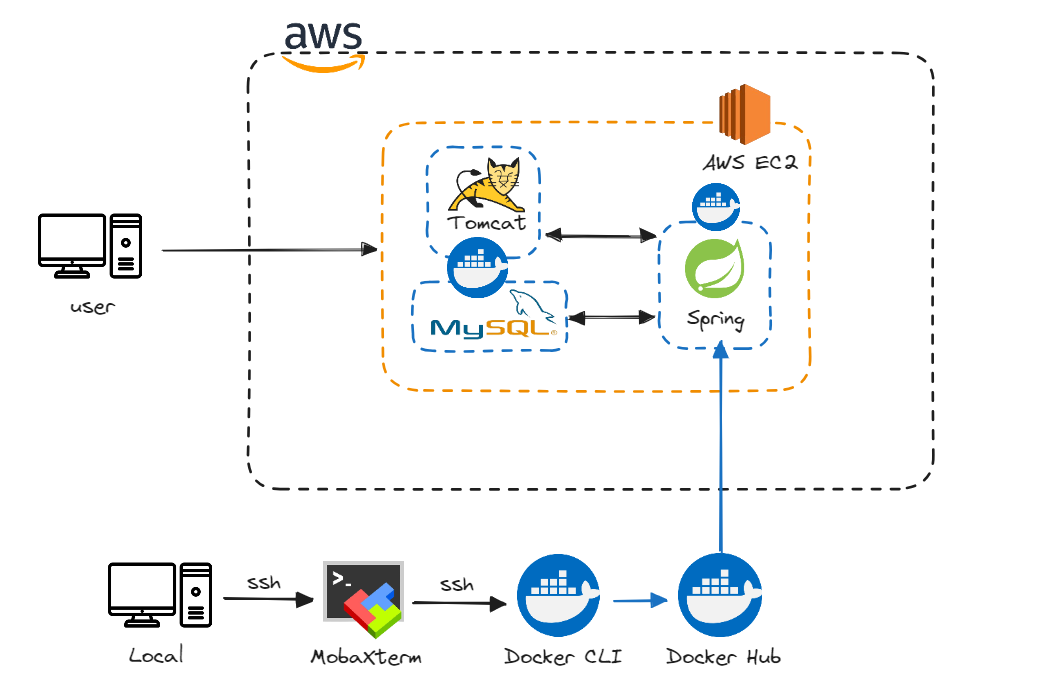 aws
AWS EC2
Tomcat
user
MySQL®
Spring
ssh
>_
ssh
Local
MobaXterm
Docker CLI
Docker Hub